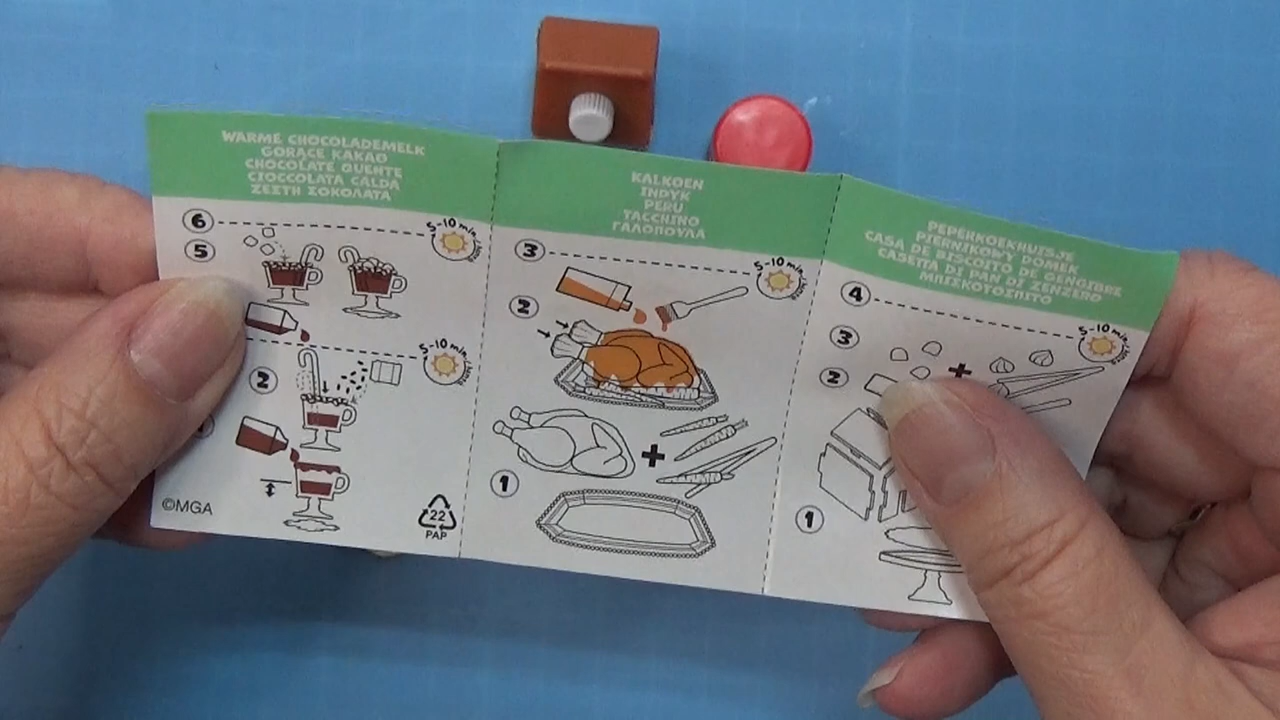 WARME CHOCOLADEMELK
GORĄCE KAKAO
CHOCOLATE QUENTE
CIOCCOLATA CALDA
ΖΕΣΤΗ ΣΟΚΟΛΑΤΑ
6
5-10 min.
5
5-10 min.
2
©MGA
22
PAP
KALKOEN
INDYK
PERU
TACCHINO
ΓΑΛΟΠΟΥΛΑ
3
5-10 min.
2
+
1
PEPERKOEKHUISJE
PIERNIKOWY DOMEK
CASA DE BISCOITO DE GENGIBRE
CASETTA DI PAN DI ZENZERO
ΜΠΙΣΚΟΤΟΣΠΙΤΟ
4
5-10 min.
3
+
2
1